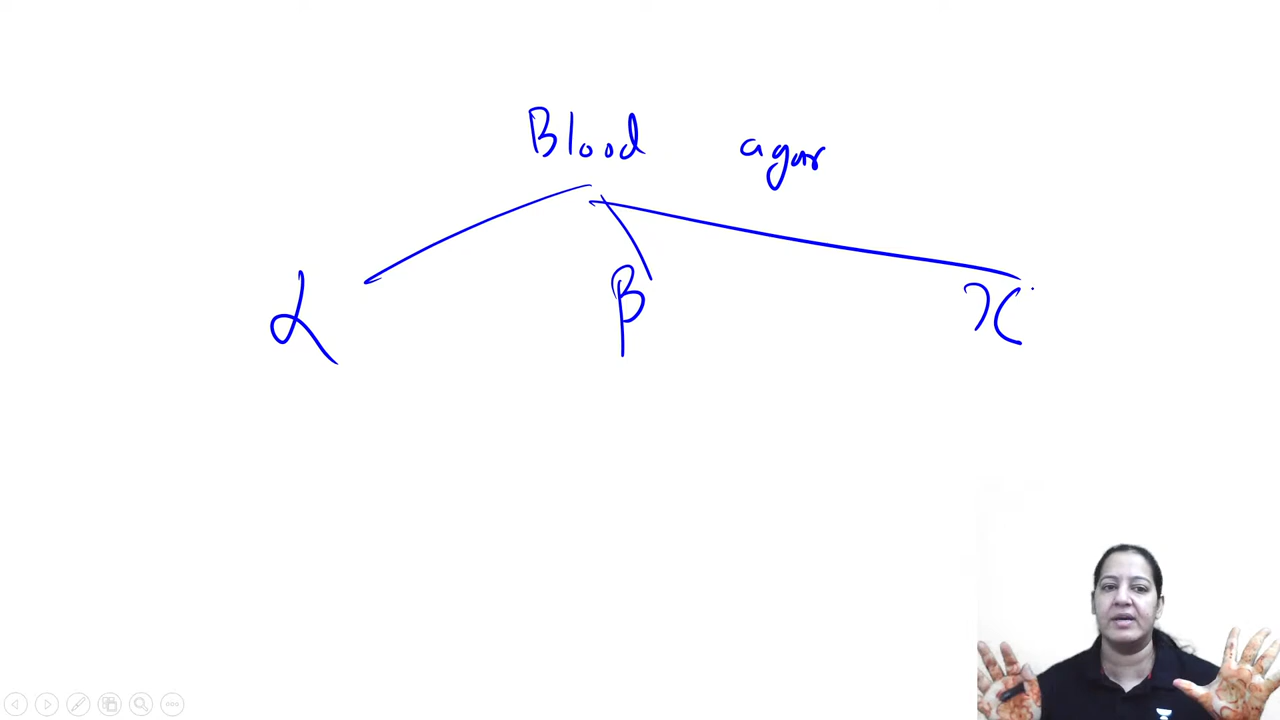 Blood agar
α β